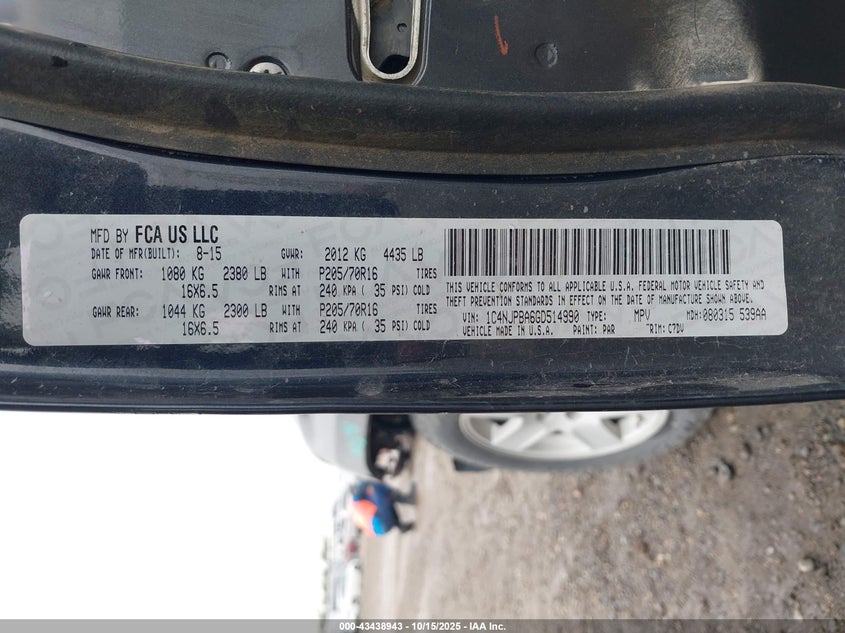 MFD BY FCA US LLC
DATE OF MFR(BUILT): 8-15 GVWR: 2012 KG 4435 LB
GAWR FRONT: 1080 KG 2380 LB WITH P205/70R16 TIRES
16X6.5 RIMS AT 240 KPA ( 35 PSI) COLD
GAWR REAR: 1044 KG 2300 LB WITH P205/70R16 TIRES
16X6.5 RIMS AT 240 KPA ( 35 PSI) COLD
THIS VEHICLE CONFORMS TO ALL APPLICABLE U.S.A. FEDERAL MOTOR VEHICLE SAFETY AND
THEFT PREVENTION STANDARDS IN EFFECT ON THE DATE OF MANUFACTURE SHOWN ABOVE.
VIN: 1C4NJPBA6GD514990 TYPE: MPV MDH: 080315 539AA
VEHICLE MADE IN U.S.A. PAINT: PAR TRIM: C7DV
000-43438943 / 10/15/2025 - IAA Inc.